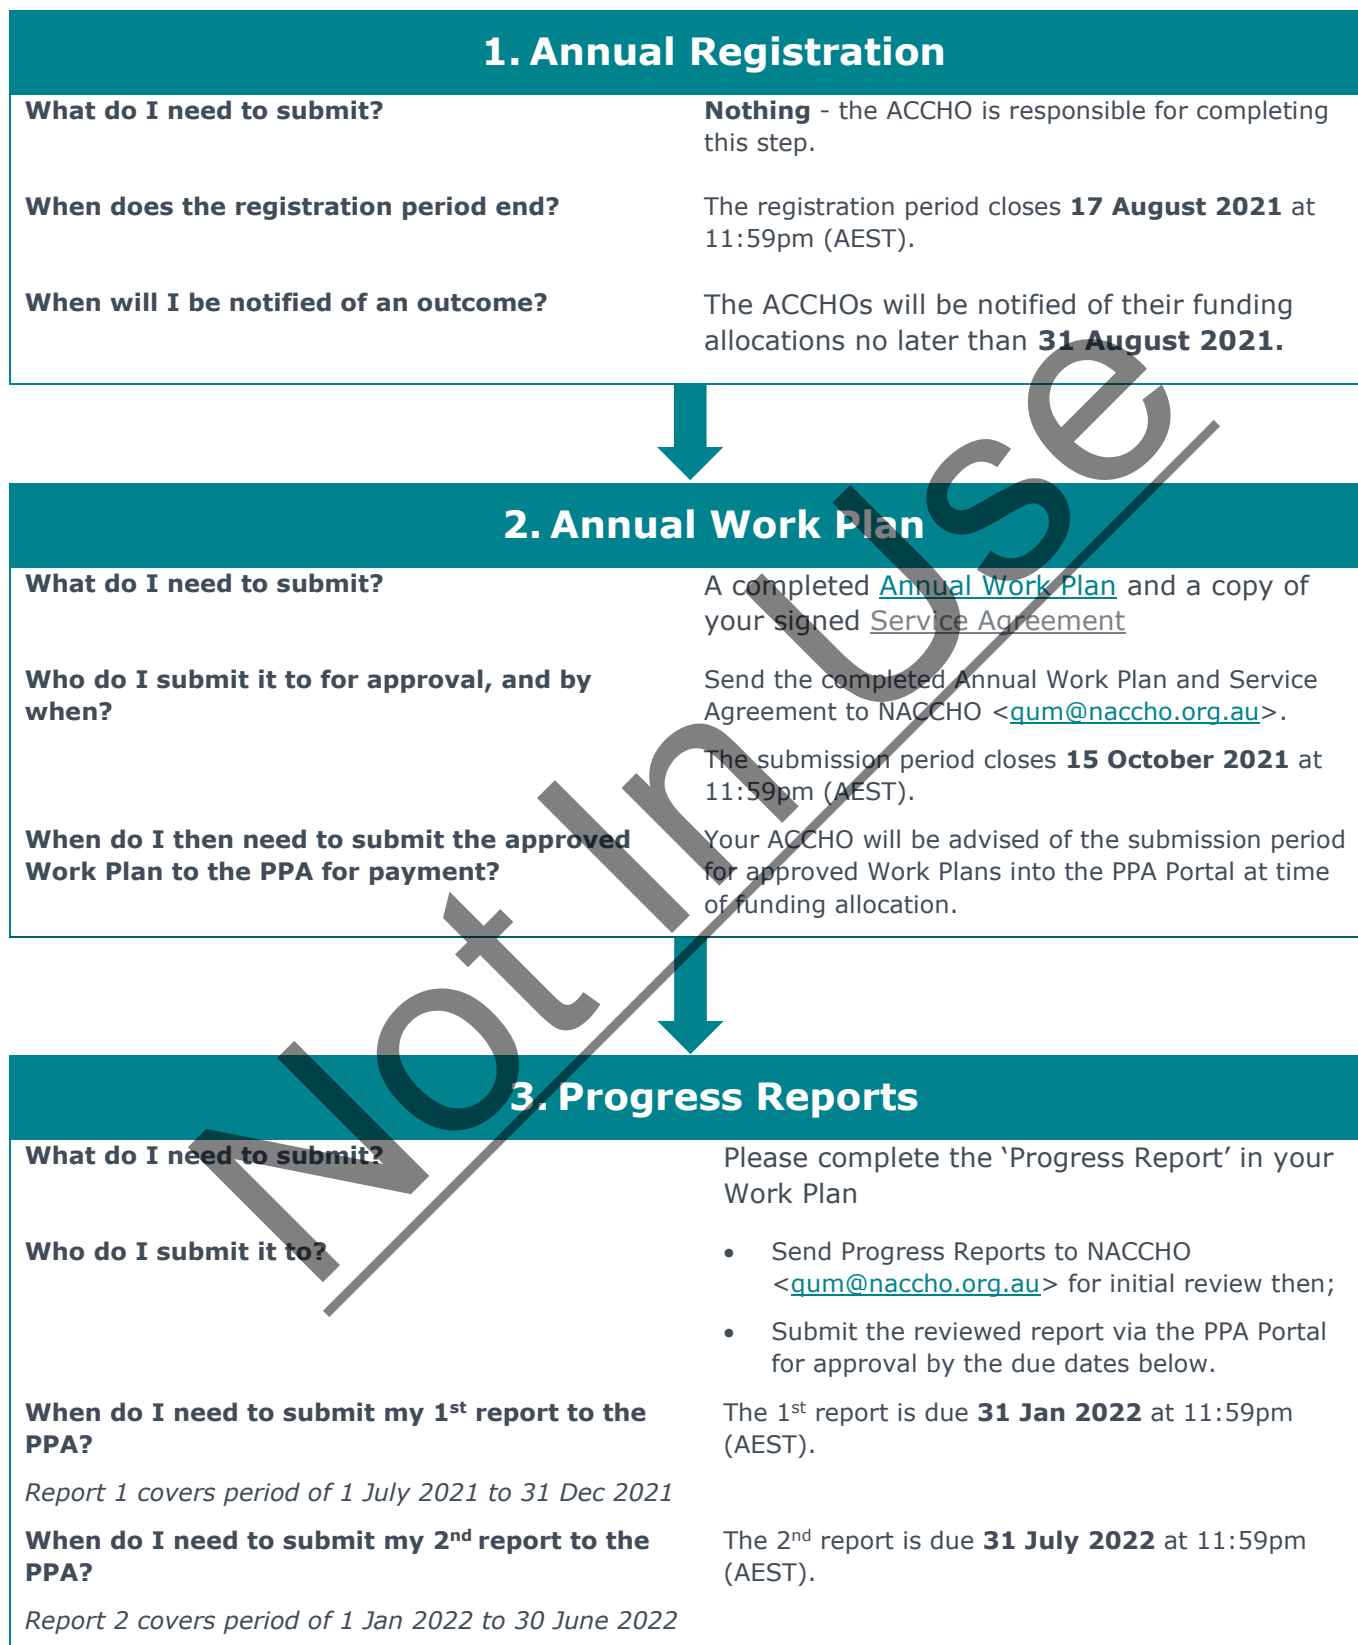 1. Annual Registration
What do I need to submit?
Nothing - the ACCHO is responsible for completing
this step.
When does the registration period end?
The registration period closes 17 August 2021 at
11:59pm (AEST).
When will I be notified of an outcome?
The ACCHOs will be notified of their funding
allocations no later than 31 August 2021.
2. Annual Work Plan
What do I need to submit?
A completed Annual Work Plan and a copy of
your signed Service Agreement
Who do I submit it to for approval, and by
when?
Send the completed Annual Work Plan and Service
Agreement to NACCHO <qum@naccho.org.au>.
The submission period closes 15 October 2021 at
11:59pm (AEST).
When do I then need to submit the approved
Work Plan to the PPA for payment?
Your ACCHO will be advised of the submission period
for approved Work Plans into the PPA Portal at time
of funding allocation.
3. Progress Reports
What do I need to submit?
Please complete the ‘Progress Report’ in your
Work Plan
Who do I submit it to?
• Send Progress Reports to NACCHO
<qum@naccho.org.au> for initial review then;
• Submit the reviewed report via the PPA Portal
for approval by the due dates below.
When do I need to submit my 1st report to the
PPA?
Report 1 covers period of 1 July 2021 to 31 Dec 2021
The 1st report is due 31 Jan 2022 at 11:59pm
(AEST).
When do I need to submit my 2nd report to the
PPA?
Report 2 covers period of 1 Jan 2022 to 30 June 2022
The 2nd report is due 31 July 2022 at 11:59pm
(AEST).
Not In Use